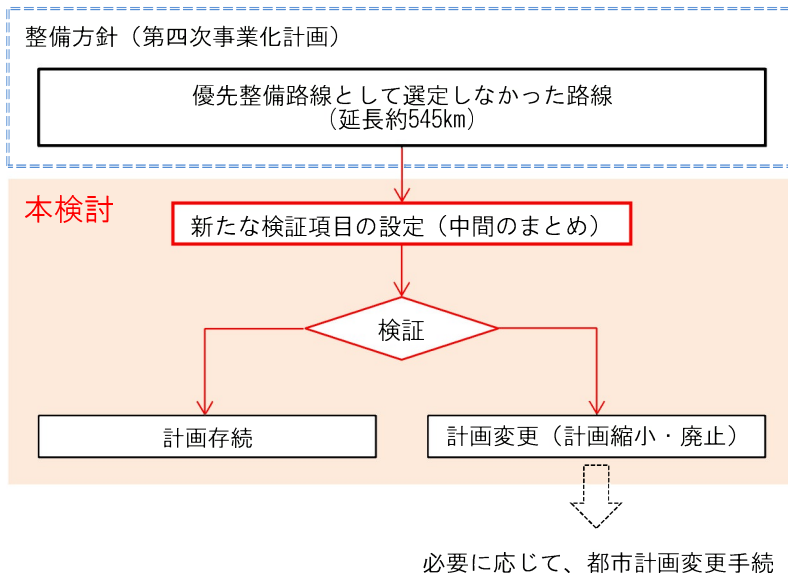 整備方針（第四次事業化計画）
優先整備路線として選定しなかった路線
（延長約545km）
本検討
新たな検証項目の設定（中間のまとめ）
検証
計画存続
計画変更（計画縮小・廃止）
必要に応じて、都市計画変更手続